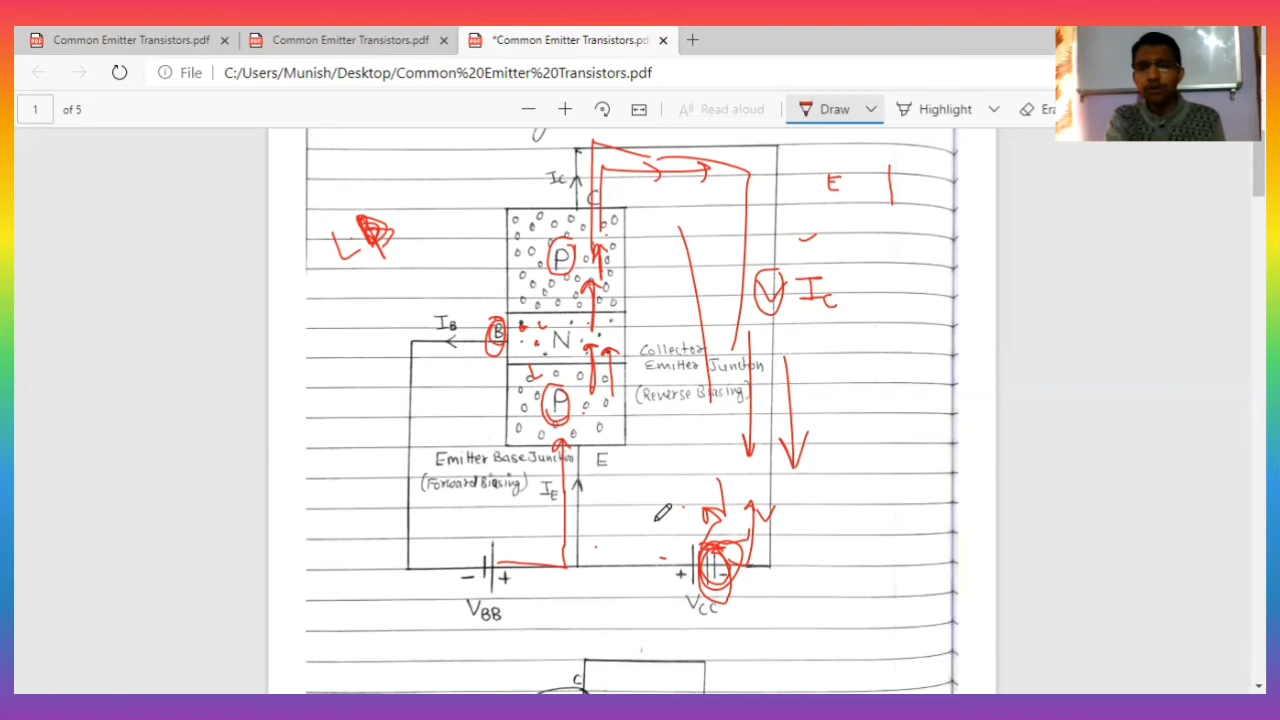 Common Emitter Transistors.pdf
Common Emitter Transistors.pdf
*Common Emitter Transistors.pd
File
C:/Users/Munish/Desktop/Common%20Emitter%20Transistors.pdf
1 of 5
Read aloud
Draw
Highlight
Era
IC
C
E
P
V IC
IB
B
N
Collector
Emitter Junction
(Reverse Biasing)
P
Emitter Base Junction
E
(Forward Biasing)
IE
V
- +
+ -
VBB
VCC
C